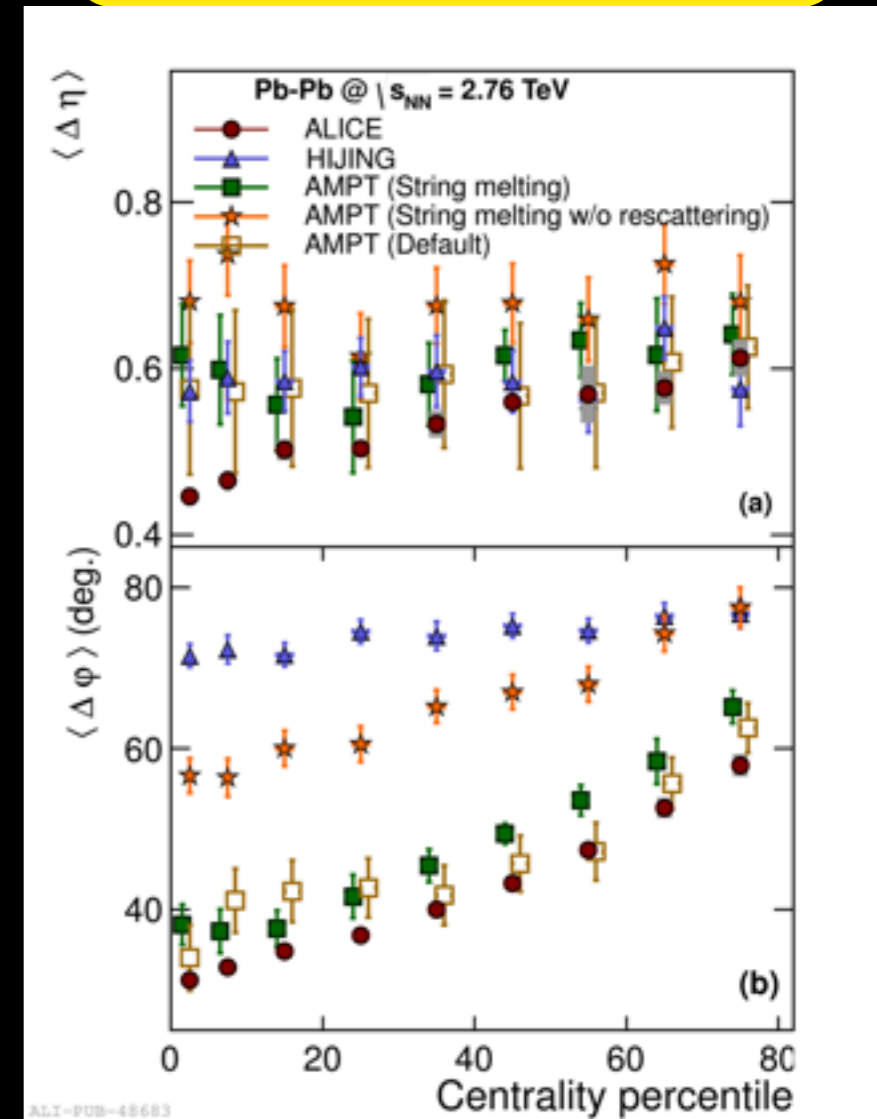 ⟨Δη⟩
Pb-Pb @ \ sNN = 2.76 TeV
ALICE
HIJING
AMPT (String melting)
AMPT (String melting w/o rescattering)
AMPT (Default)
0.8
0.6
0.4
(a)
⟨Δφ⟩ (deg.)
80
60
40
(b)
0 20 40 60 80
Centrality percentile
ALI-PUB-48683